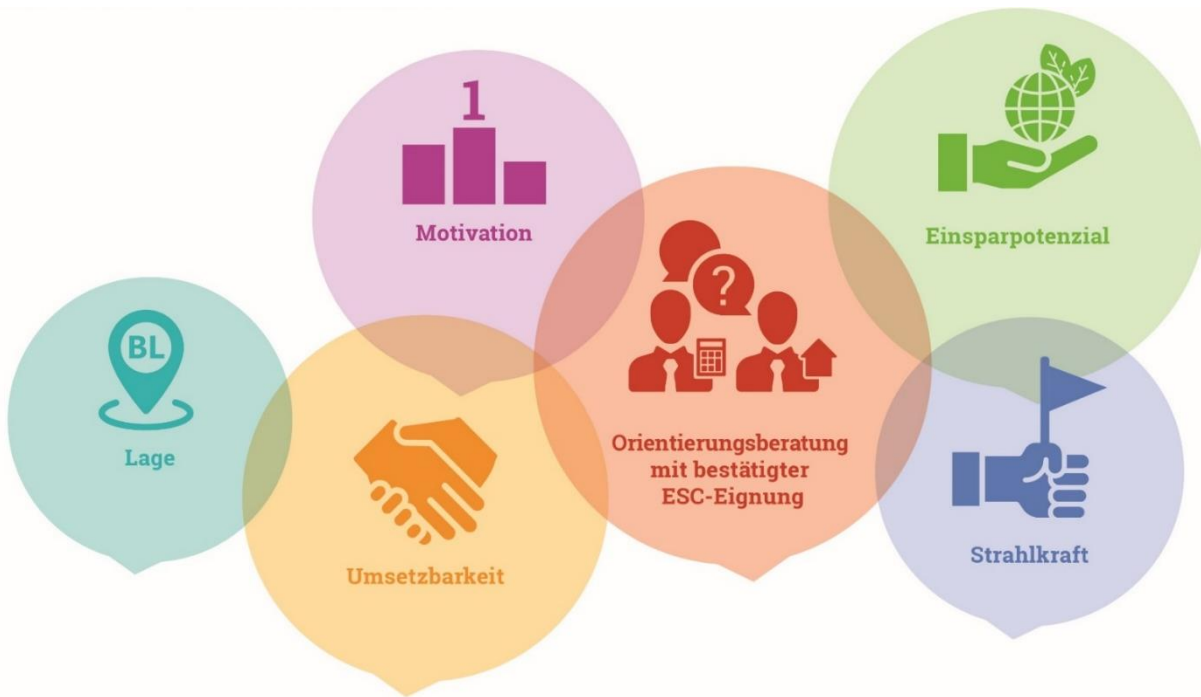 1
Motivation
Einsparpotenzial
BL
Lage
?
Orientierungsberatung
mit bestätigter
ESC-Eignung
Umsetzbarkeit
Strahlkraft